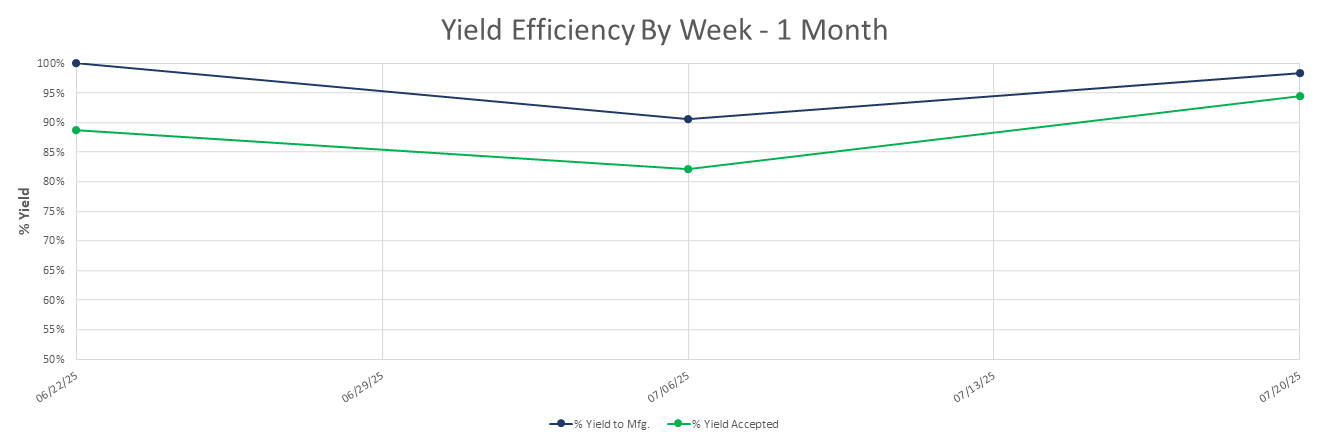 Yield Efficiency By Week - 1 Month
100%
95%
90%
85%
80%
75%
70%
65%
60%
55%
50%
% Yield
06/22/25 06/29/25 07/06/25 07/13/25 07/20/25
% Yield to Mfg. % Yield Accepted